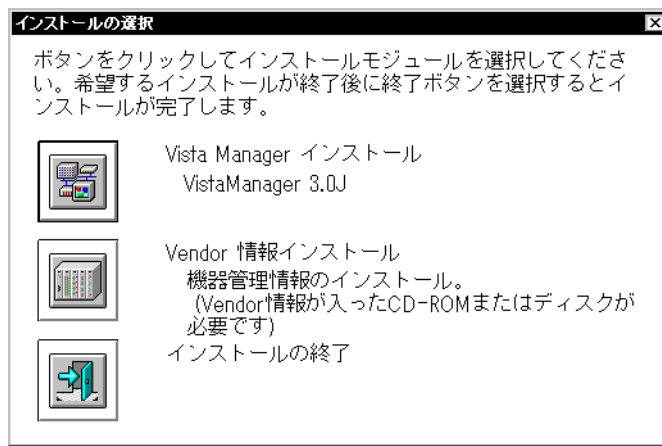 インストールの選択
ボタンをクリックしてインストールモジュールを選択してくださ
い。希望するインストールが終了後に終了ボタンを選択するとイ
ンストールが完了します。
Vista Manager インストール
VistaManager 3.0J
Vendor 情報インストール
機器管理情報のインストール。
(Vendor情報が入ったCD-ROMまたはディスクが
必要です)
インストールの終了